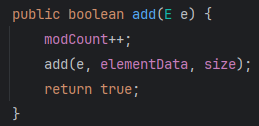 public boolean add(E e) {
    modCount++;
    add(e, elementData, size);
    return true;
}